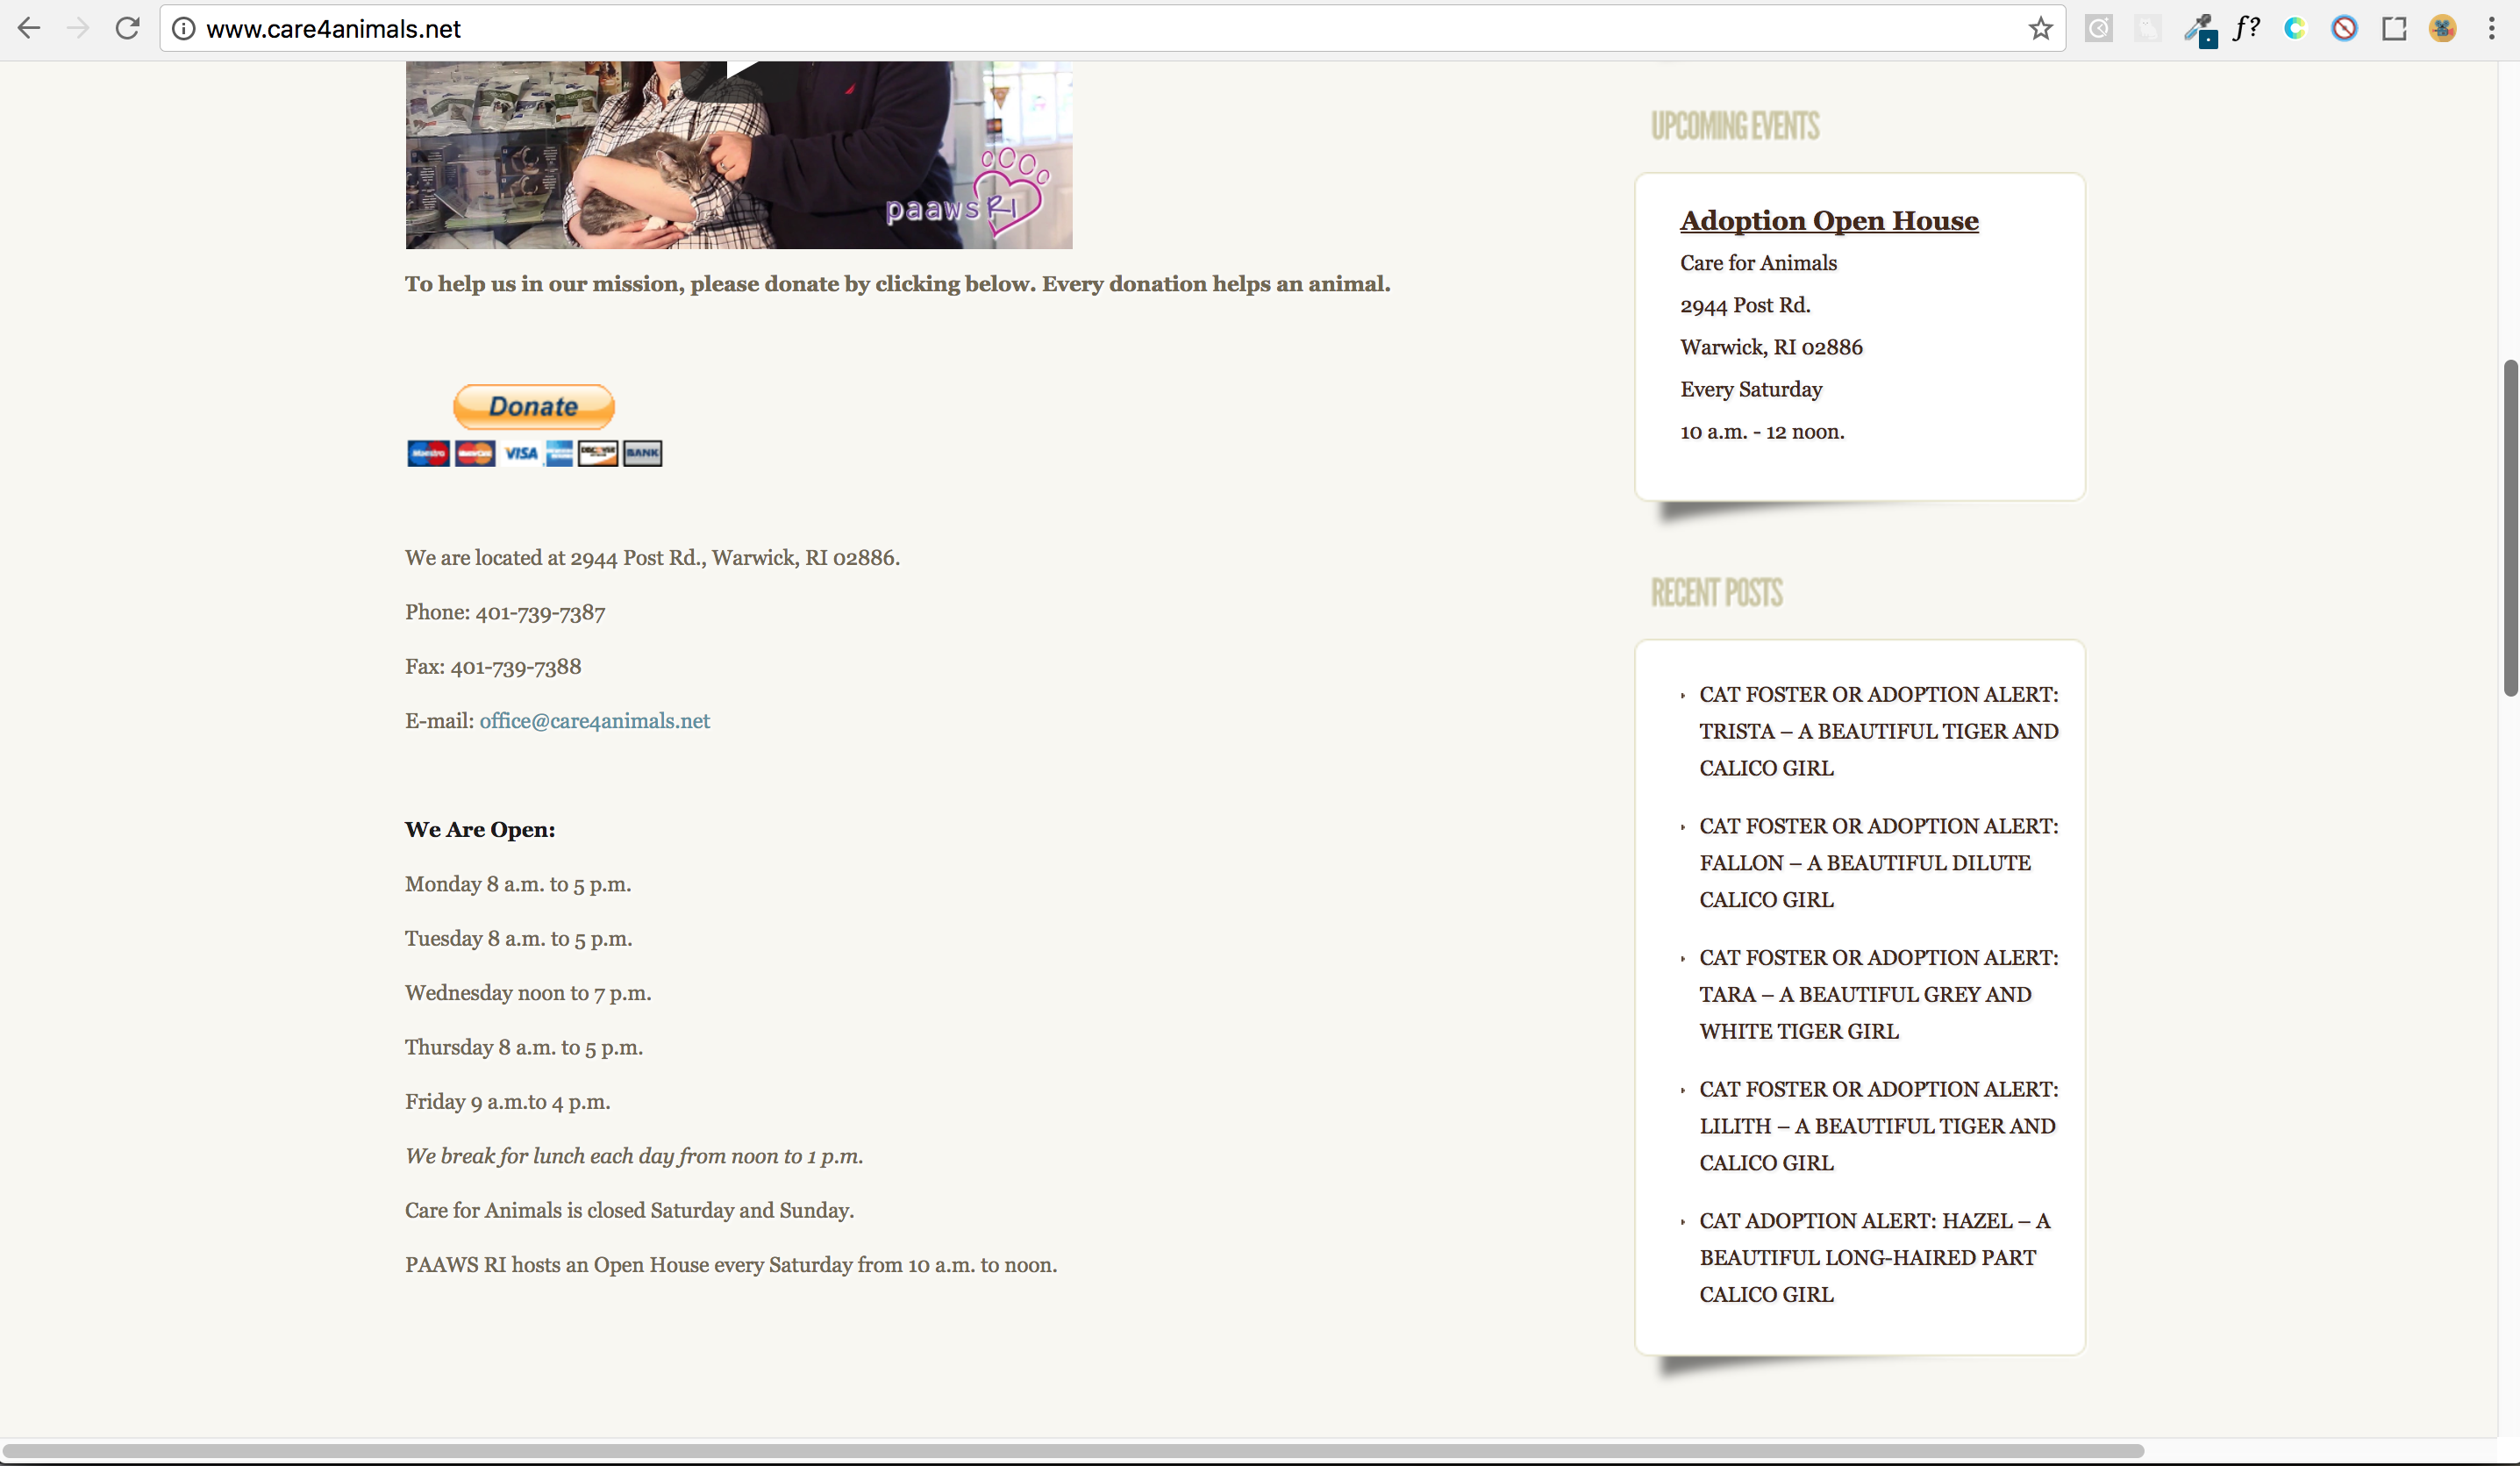 www.care4animals.net
f?
paawsRI
To help us in our mission, please donate by clicking below. Every donation helps an animal.
Donate
Maestro MasterCard VISA DISCOVER BANK
We are located at 2944 Post Rd., Warwick, RI 02886.
Phone: 401-739-7387
Fax: 401-739-7388
E-mail: office@care4animals.net
We Are Open:
Monday 8 a.m. to 5 p.m.
Tuesday 8 a.m. to 5 p.m.
Wednesday noon to 7 p.m.
Thursday 8 a.m. to 5 p.m.
Friday 9 a.m.to 4 p.m.
We break for lunch each day from noon to 1 p.m.
Care for Animals is closed Saturday and Sunday.
PAAWS RI hosts an Open House every Saturday from 10 a.m. to noon.
UPCOMING EVENTS
Adoption Open House
Care for Animals
2944 Post Rd.
Warwick, RI 02886
Every Saturday
10 a.m. - 12 noon.
RECENT POSTS
CAT FOSTER OR ADOPTION ALERT:
TRISTA – A BEAUTIFUL TIGER AND
CALICO GIRL
CAT FOSTER OR ADOPTION ALERT:
FALLON – A BEAUTIFUL DILUTE
CALICO GIRL
CAT FOSTER OR ADOPTION ALERT:
TARA – A BEAUTIFUL GREY AND
WHITE TIGER GIRL
CAT FOSTER OR ADOPTION ALERT:
LILITH – A BEAUTIFUL TIGER AND
CALICO GIRL
CAT ADOPTION ALERT: HAZEL – A
BEAUTIFUL LONG-HAIRED PART
CALICO GIRL